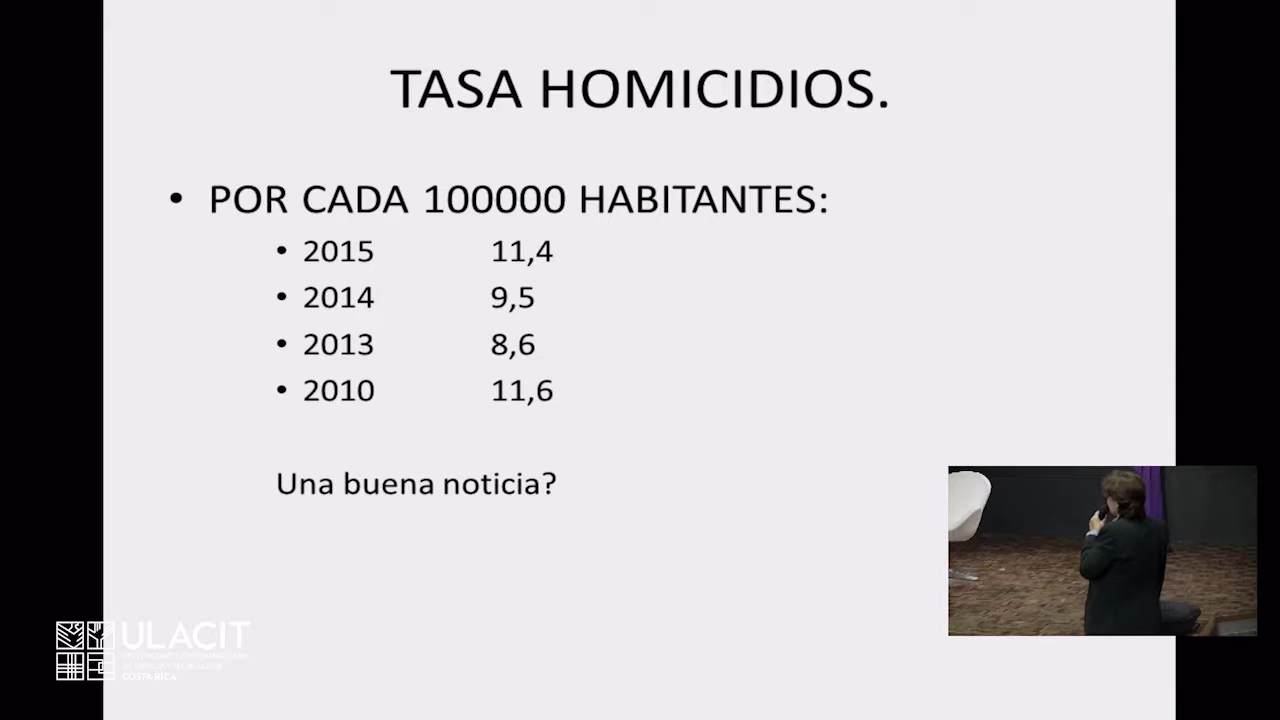 TASA HOMICIDIOS.
• POR CADA 100000 HABITANTES:
• 2015 11,4
• 2014 9,5
• 2013 8,6
• 2010 11,6
Una buena noticia?
ULACIT
COSTA RICA